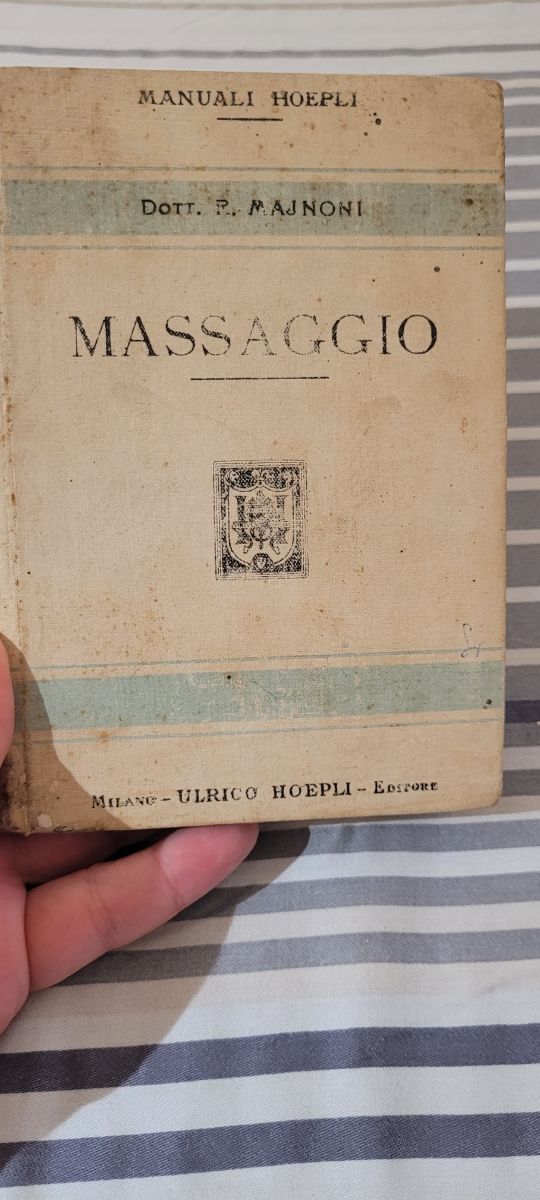 MANUALI HOEPLI
DOTT. R. MAJNONI
MASSAGGIO
MILANO - ULRICO HOEPLI - EDITORE